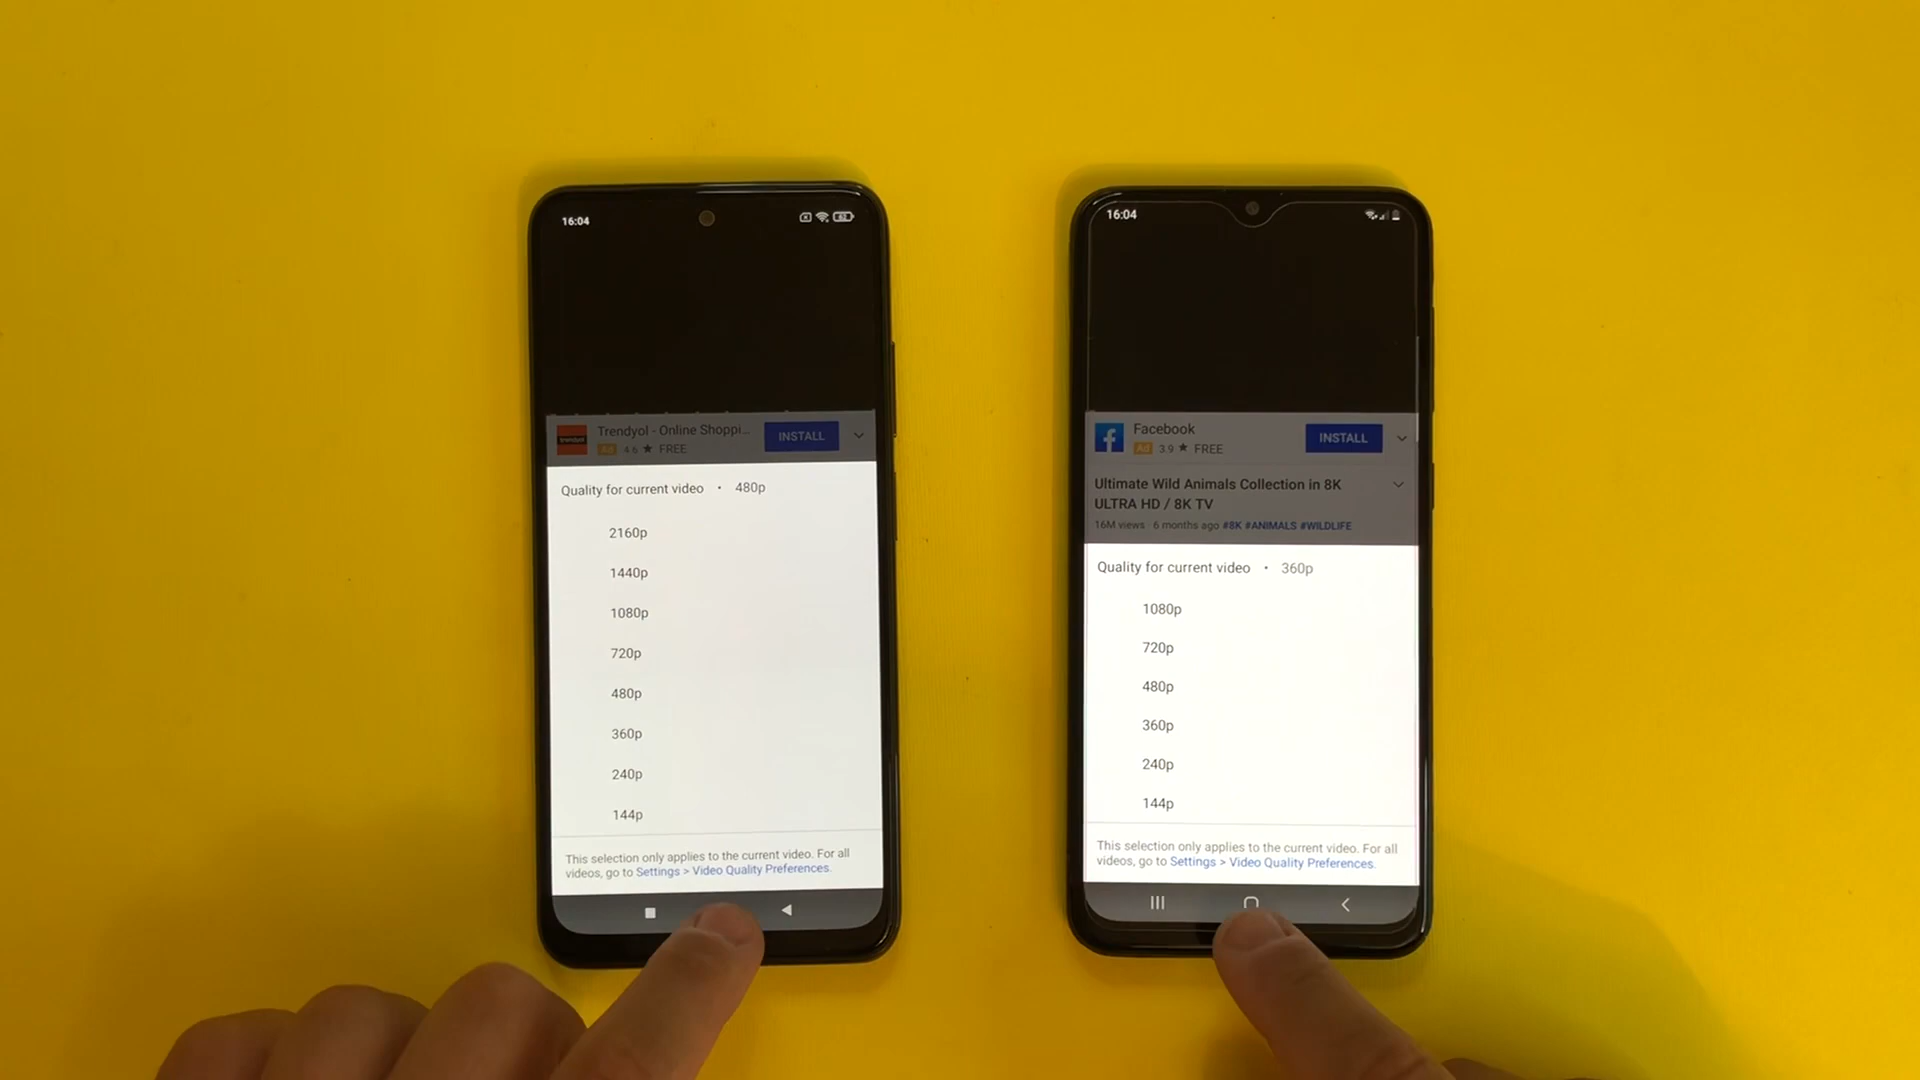 16:04
62
trendyol
Trendyol - Online Shoppi...
Ad 4.6 ★ FREE
INSTALL
Quality for current video • 480p
2160p
1440p
1080p
720p
480p
360p
240p
144p
This selection only applies to the current video. For all
videos, go to Settings > Video Quality Preferences.
16:04
Facebook
Ad 3.9 ★ FREE
INSTALL
Ultimate Wild Animals Collection in 8K
ULTRA HD / 8K TV
16M views · 6 months ago #8K #ANIMALS #WILDLIFE
Quality for current video • 360p
1080p
720p
480p
360p
240p
144p
This selection only applies to the current video. For all
videos, go to Settings > Video Quality Preferences.